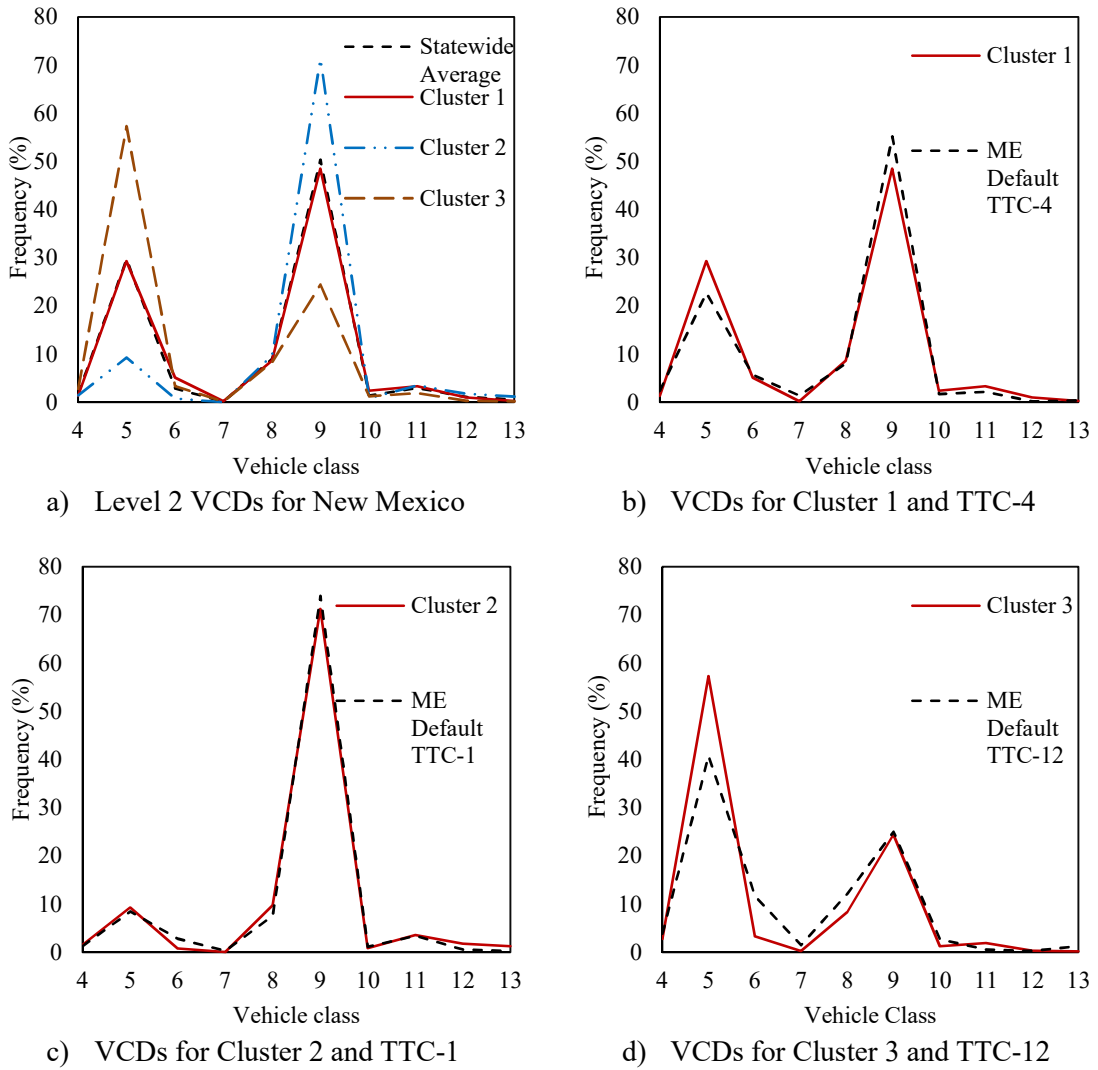 80
70
60
50
40
30
20
10
0
Frequency (%)
4 5 6 7 8 9 10 11 12 13
Vehicle class
Statewide
Average
Cluster 1
Cluster 2
Cluster 3
a) Level 2 VCDs for New Mexico
80
70
60
50
40
30
20
10
0
Frequency (%)
4 5 6 7 8 9 10 11 12 13
Vehicle class
Cluster 1
ME
Default
TTC-4
b) VCDs for Cluster 1 and TTC-4
80
70
60
50
40
30
20
10
0
Frequency (%)
4 5 6 7 8 9 10 11 12 13
Vehicle class
Cluster 2
ME
Default
TTC-1
c) VCDs for Cluster 2 and TTC-1
80
70
60
50
40
30
20
10
0
Frequency (%)
4 5 6 7 8 9 10 11 12 13
Vehicle Class
Cluster 3
ME
Default
TTC-12
d) VCDs for Cluster 3 and TTC-12